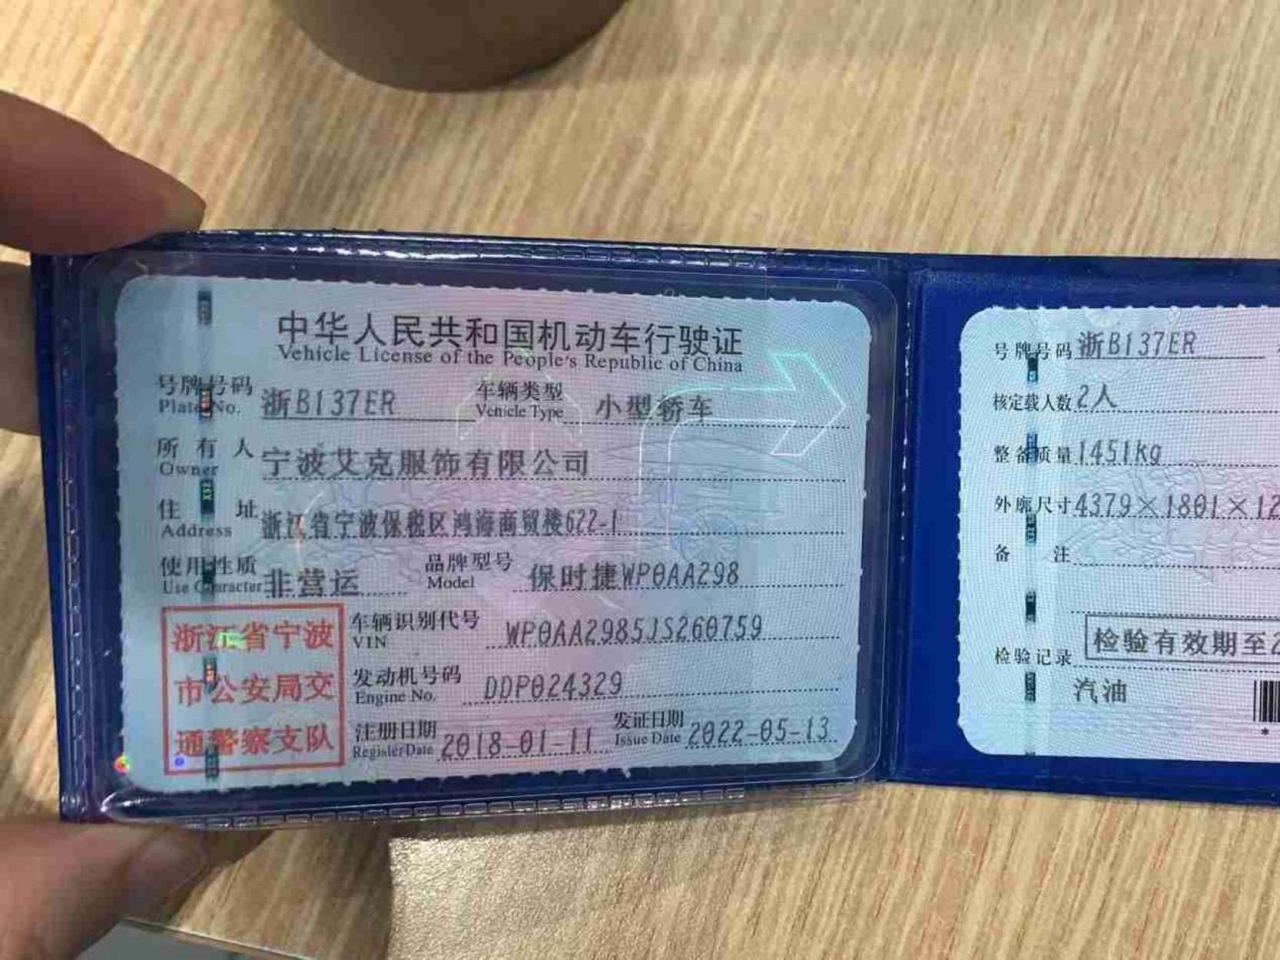 中华人民共和国机动车行驶证
Vehicle License of the People's Republic of China
号牌号码 浙B137ER 车辆类型 小型轿车
Plate No. Vehicle Type
所有人 宁波艾克服饰有限公司
Owner
住址 浙江省宁波保税区鸿海商贸楼622-1
Address
使用性质 非营运 品牌型号 保时捷WP0AA298
Use Character Model
浙江省宁波
市公安局交
通警察支队
车辆识别代号 WP0AA2985JS260759
VIN
发动机号码 DDP024329
Engine No.
注册日期 2018-01-11 发证日期 2022-05-13
Register Date Issue Date
号牌号码 浙B137ER
核定载人数 2人
整备质量 1451kg
外廓尺寸 4379×1801×12
备注
检验记录 检验有效期至2
汽油
*